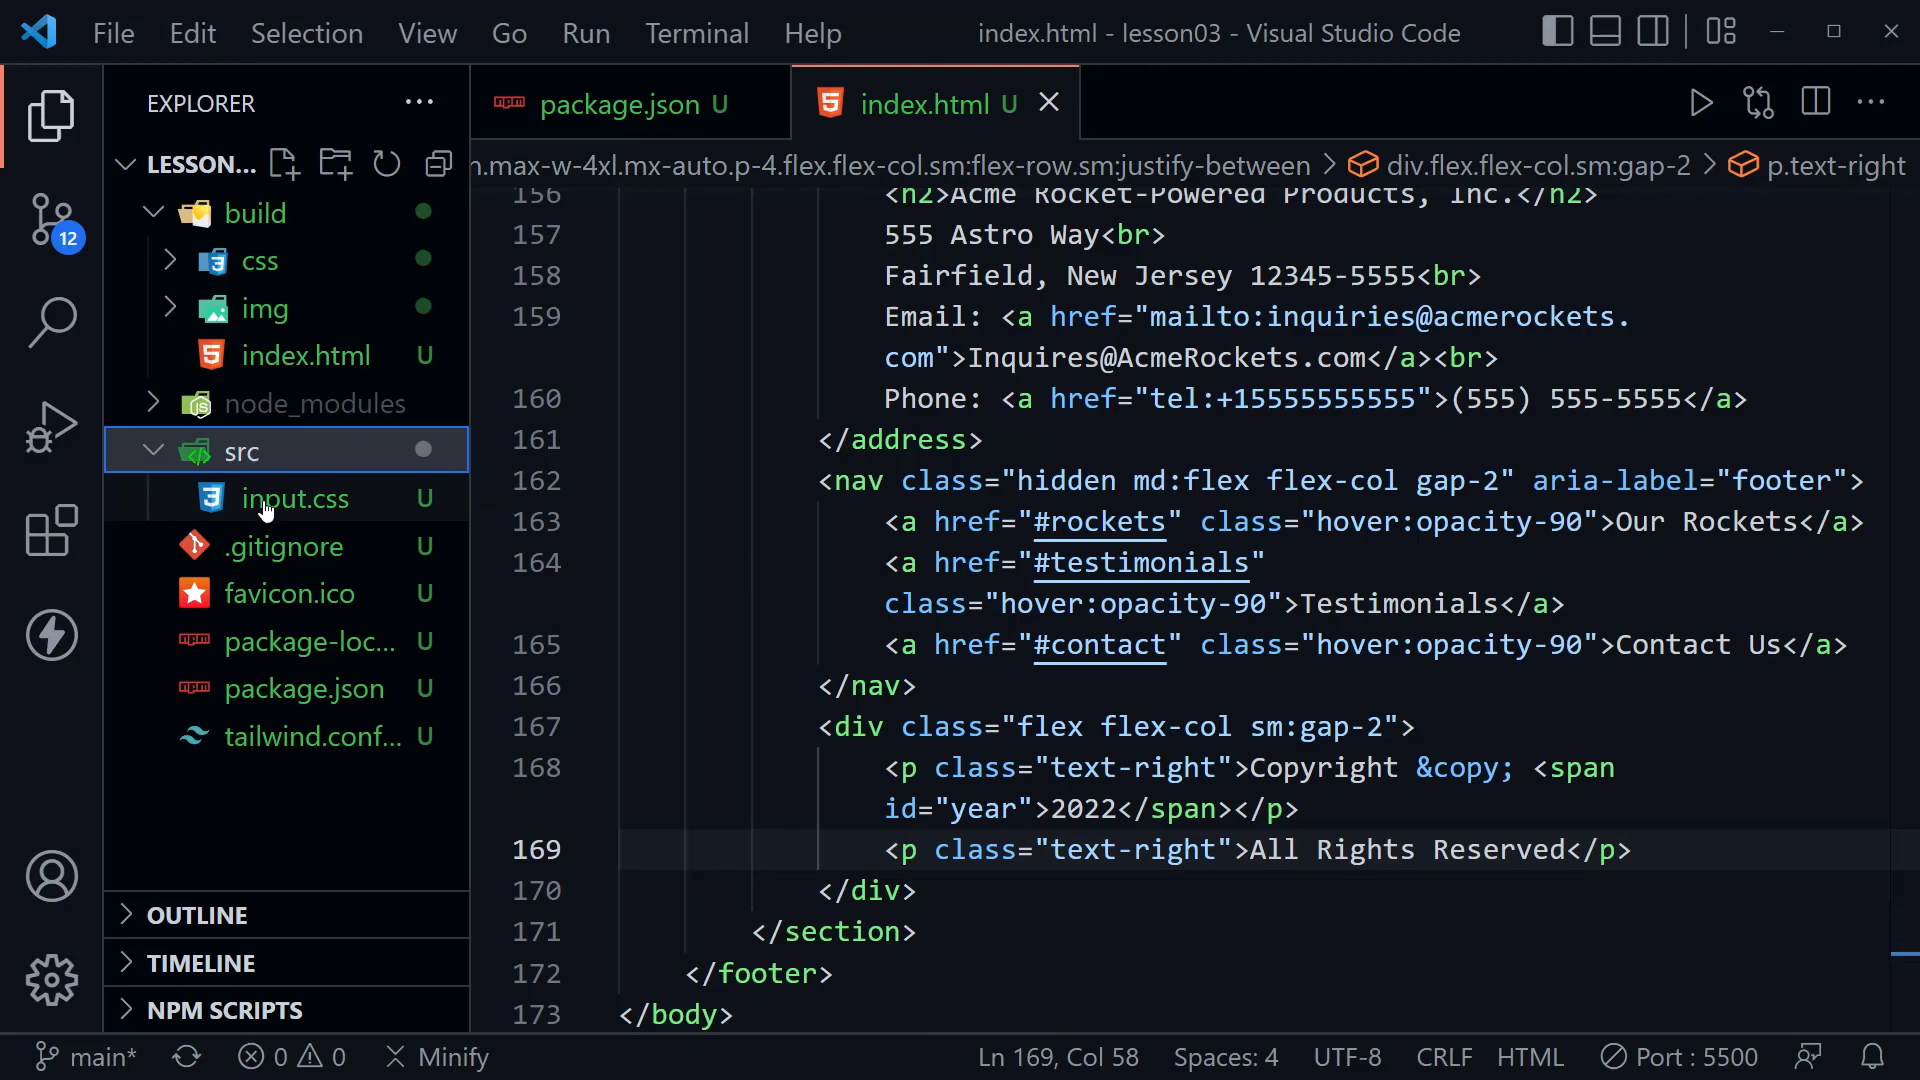 File Edit Selection View Go Run Terminal Help
index.html - lesson03 - Visual Studio Code
EXPLORER
LESSON...
build
css
img
index.html U
node_modules
src
input.css U
.gitignore U
favicon.ico U
package-loc... U
package.json U
tailwind.conf... U
OUTLINE
TIMELINE
NPM SCRIPTS
12
package.json U
index.html U
n.max-w-4xl.mx-auto.p-4.flex.flex-col.sm:flex-row.sm:justify-between > div.flex.flex-col.sm:gap-2 > p.text-right
156 <h2>Acme Rocket-Powered Products, Inc.</h2>
157 555 Astro Way<br>
158 Fairfield, New Jersey 12345-5555<br>
159 Email: <a href="mailto:inquiries@acmerockets.
com">Inquires@AcmeRockets.com</a><br>
160 Phone: <a href="tel:+15555555555">(555) 555-5555</a>
161 </address>
162 <nav class="hidden md:flex flex-col gap-2" aria-label="footer">
163 <a href="#rockets" class="hover:opacity-90">Our Rockets</a>
164 <a href="#testimonials"
class="hover:opacity-90">Testimonials</a>
165 <a href="#contact" class="hover:opacity-90">Contact Us</a>
166 </nav>
167 <div class="flex flex-col sm:gap-2">
168 <p class="text-right">Copyright &copy; <span
id="year">2022</span></p>
169 <p class="text-right">All Rights Reserved</p>
170 </div>
171 </section>
172 </footer>
173 </body>
main* 0 0 Minify
Ln 169, Col 58 Spaces: 4 UTF-8 CRLF HTML Port : 5500